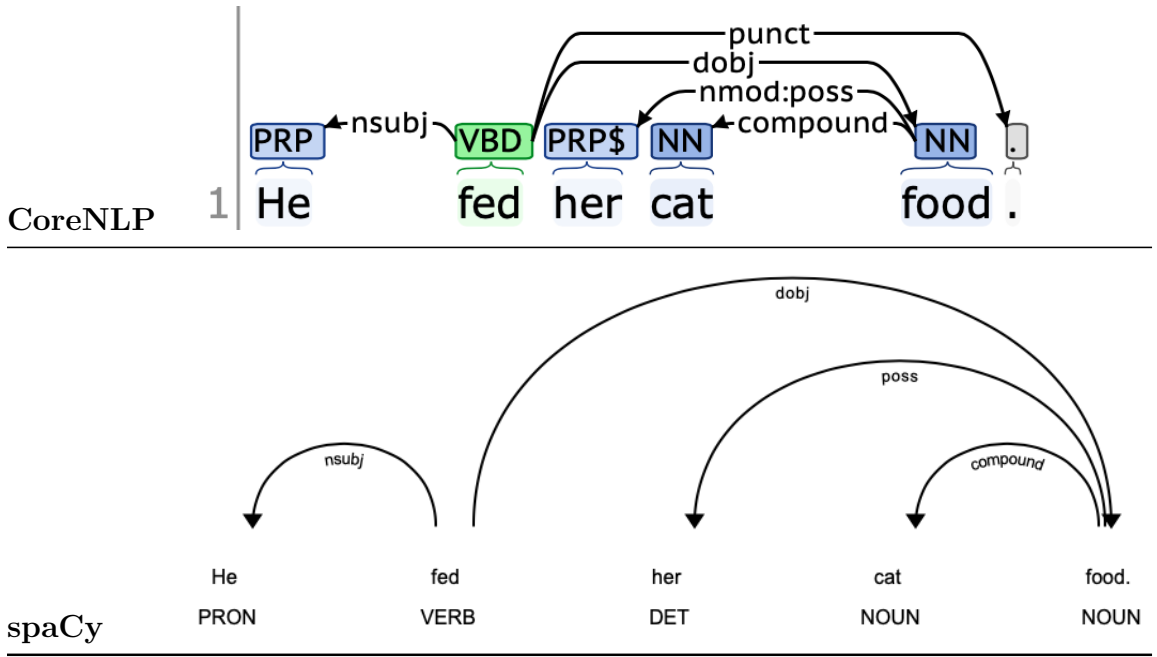 punct
dobj
nmod:poss
PRP nsubj VBD PRP$ NN compound NN .
1 He fed her cat food .
CoreNLP
dobj
poss
nsubj compound
He fed her cat food.
PRON VERB DET NOUN NOUN
spaCy